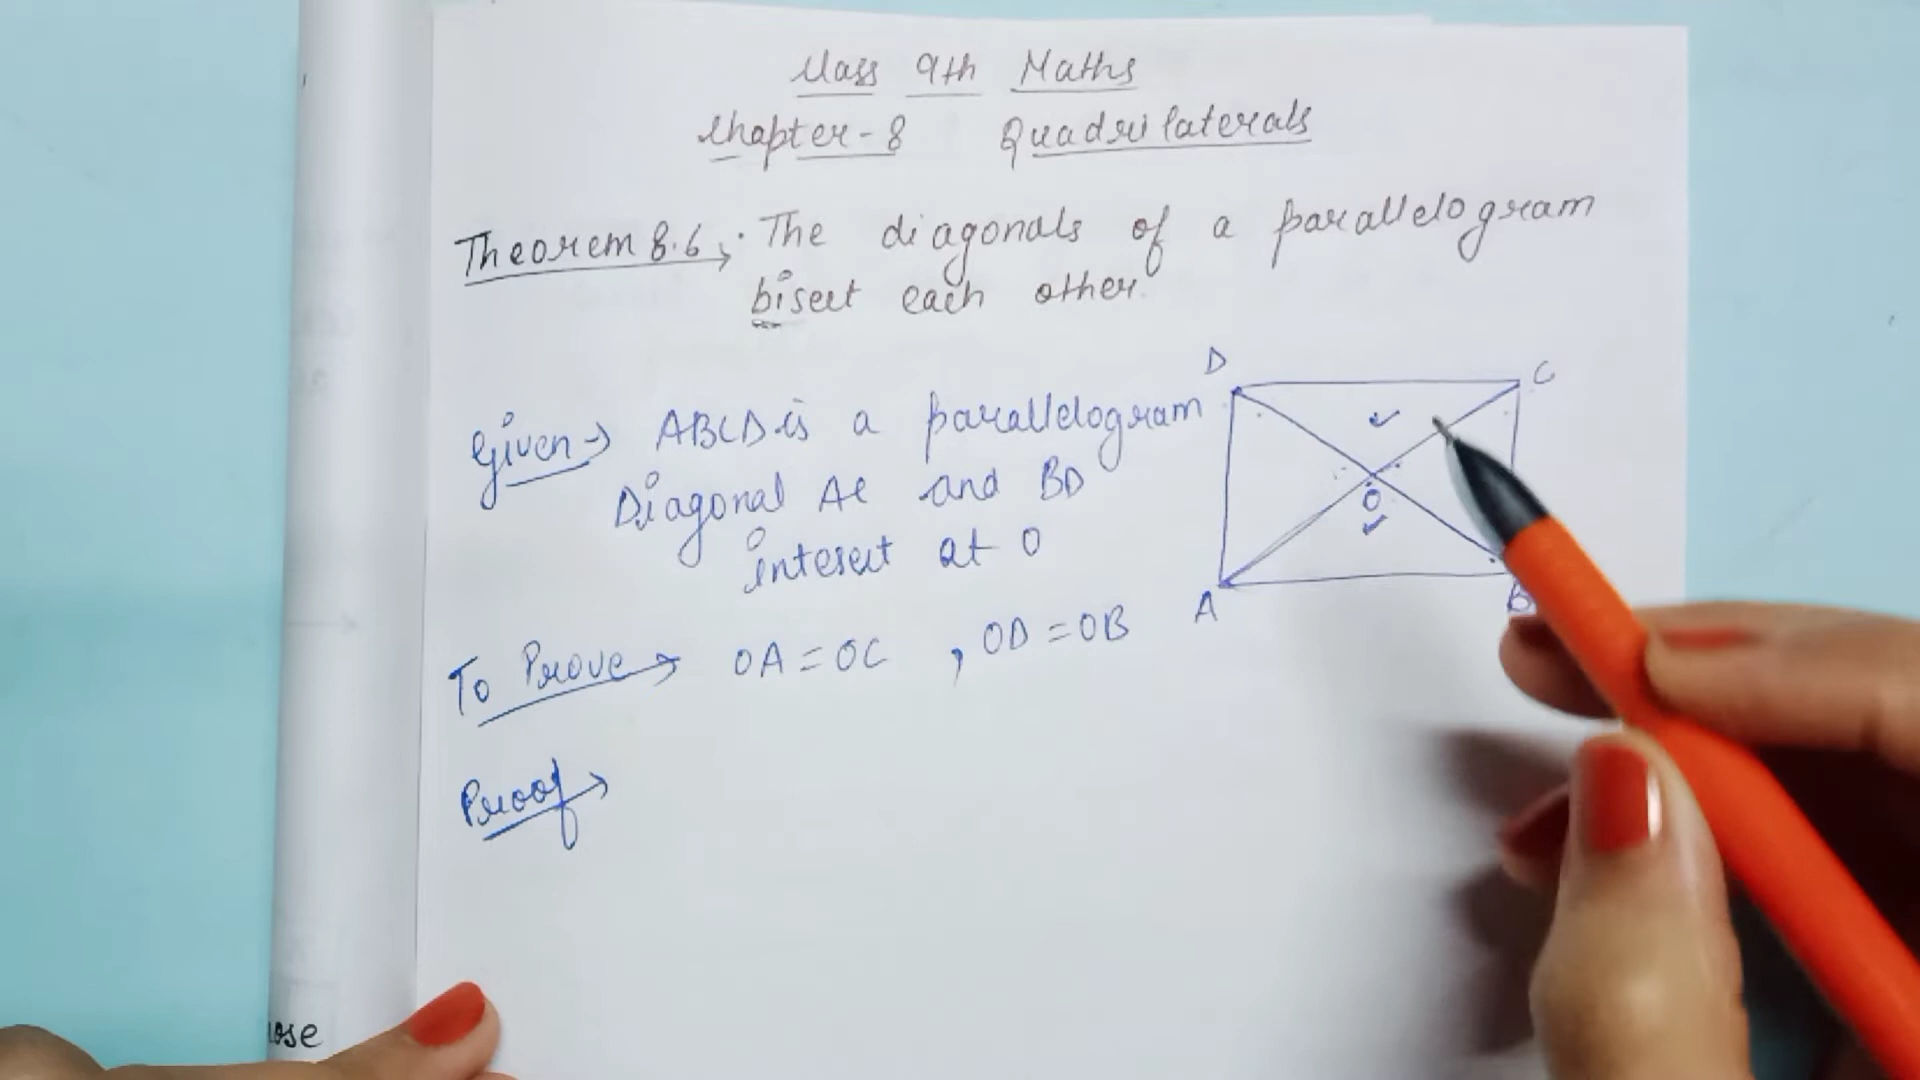 Class 9th Maths
Chapter-8 Quadrilaterals
Theorem 8.6 → . The diagonals of a parallelogram
bisect each other.
Given → ABCD is a parallelogram
Diagonal AC and BD
intesect at O
To Prove → OA = OC , OD = OB
Proof →
D
C
O
A
B
ose